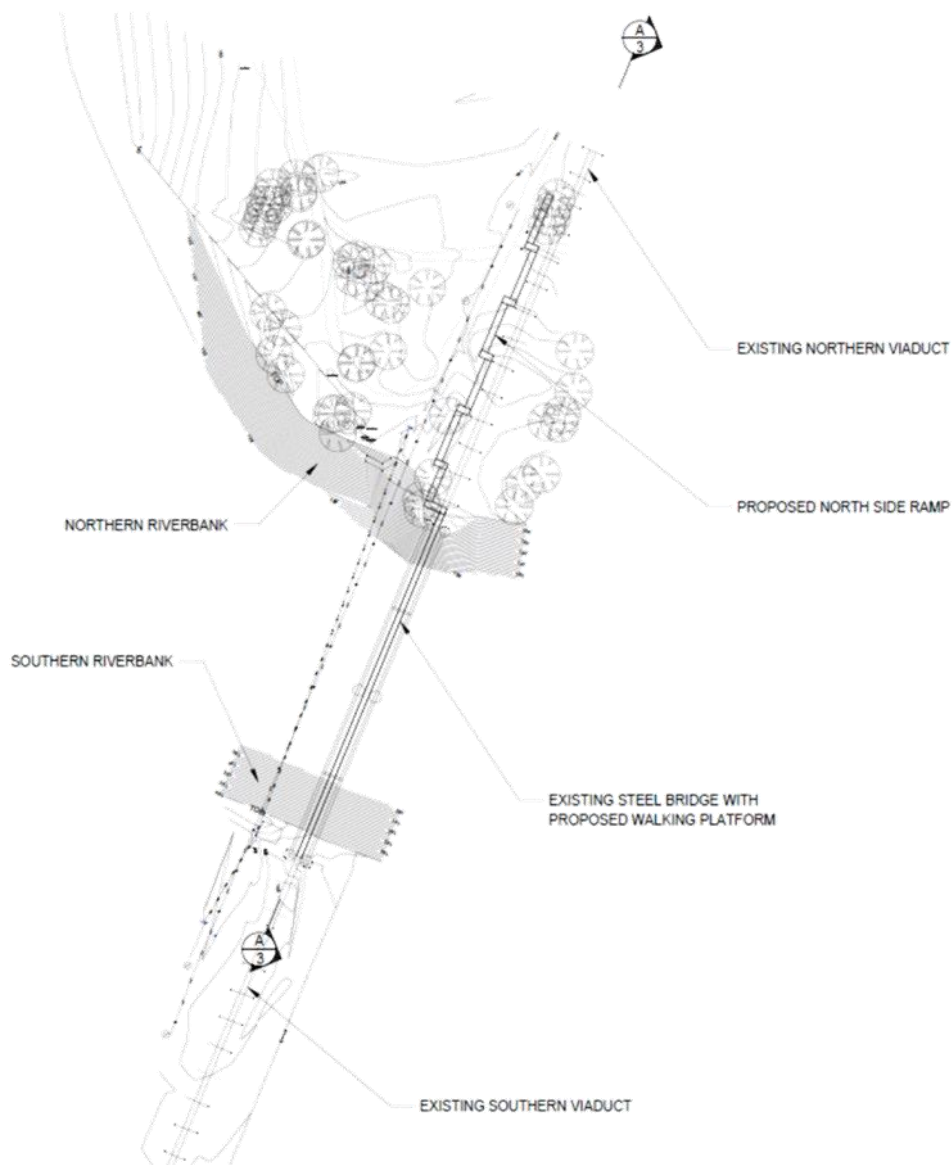 A
3
EXISTING NORTHERN VIADUCT
PROPOSED NORTH SIDE RAMP
NORTHERN RIVERBANK
SOUTHERN RIVERBANK
EXISTING STEEL BRIDGE WITH
PROPOSED WALKING PLATFORM
A
3
EXISTING SOUTHERN VIADUCT